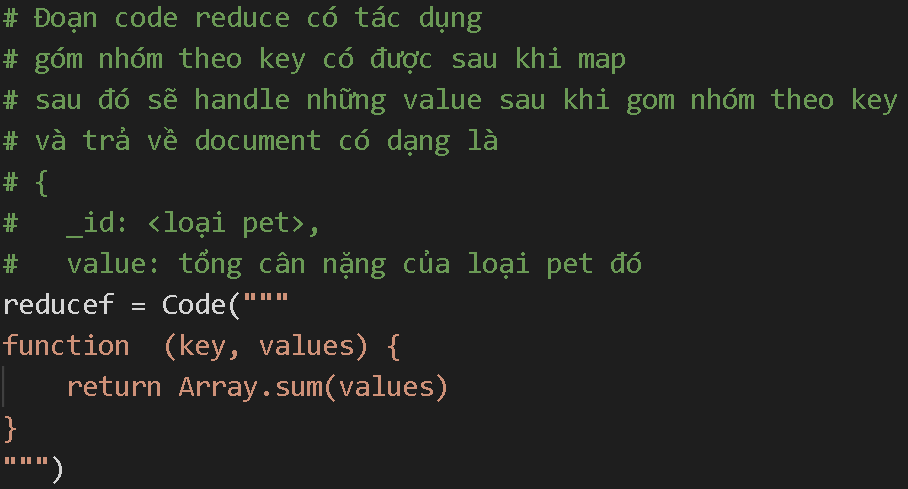 # Đoạn code reduce có tác dụng
# góm nhóm theo key có được sau khi map
# sau đó sẽ handle những value sau khi gom nhóm theo key
# và trả về document có dạng là
# {
#   _id: <loại pet>,
#   value: tổng cân nặng của loại pet đó
reducef = Code("""
function  (key, values) {
    return Array.sum(values)
}
""")